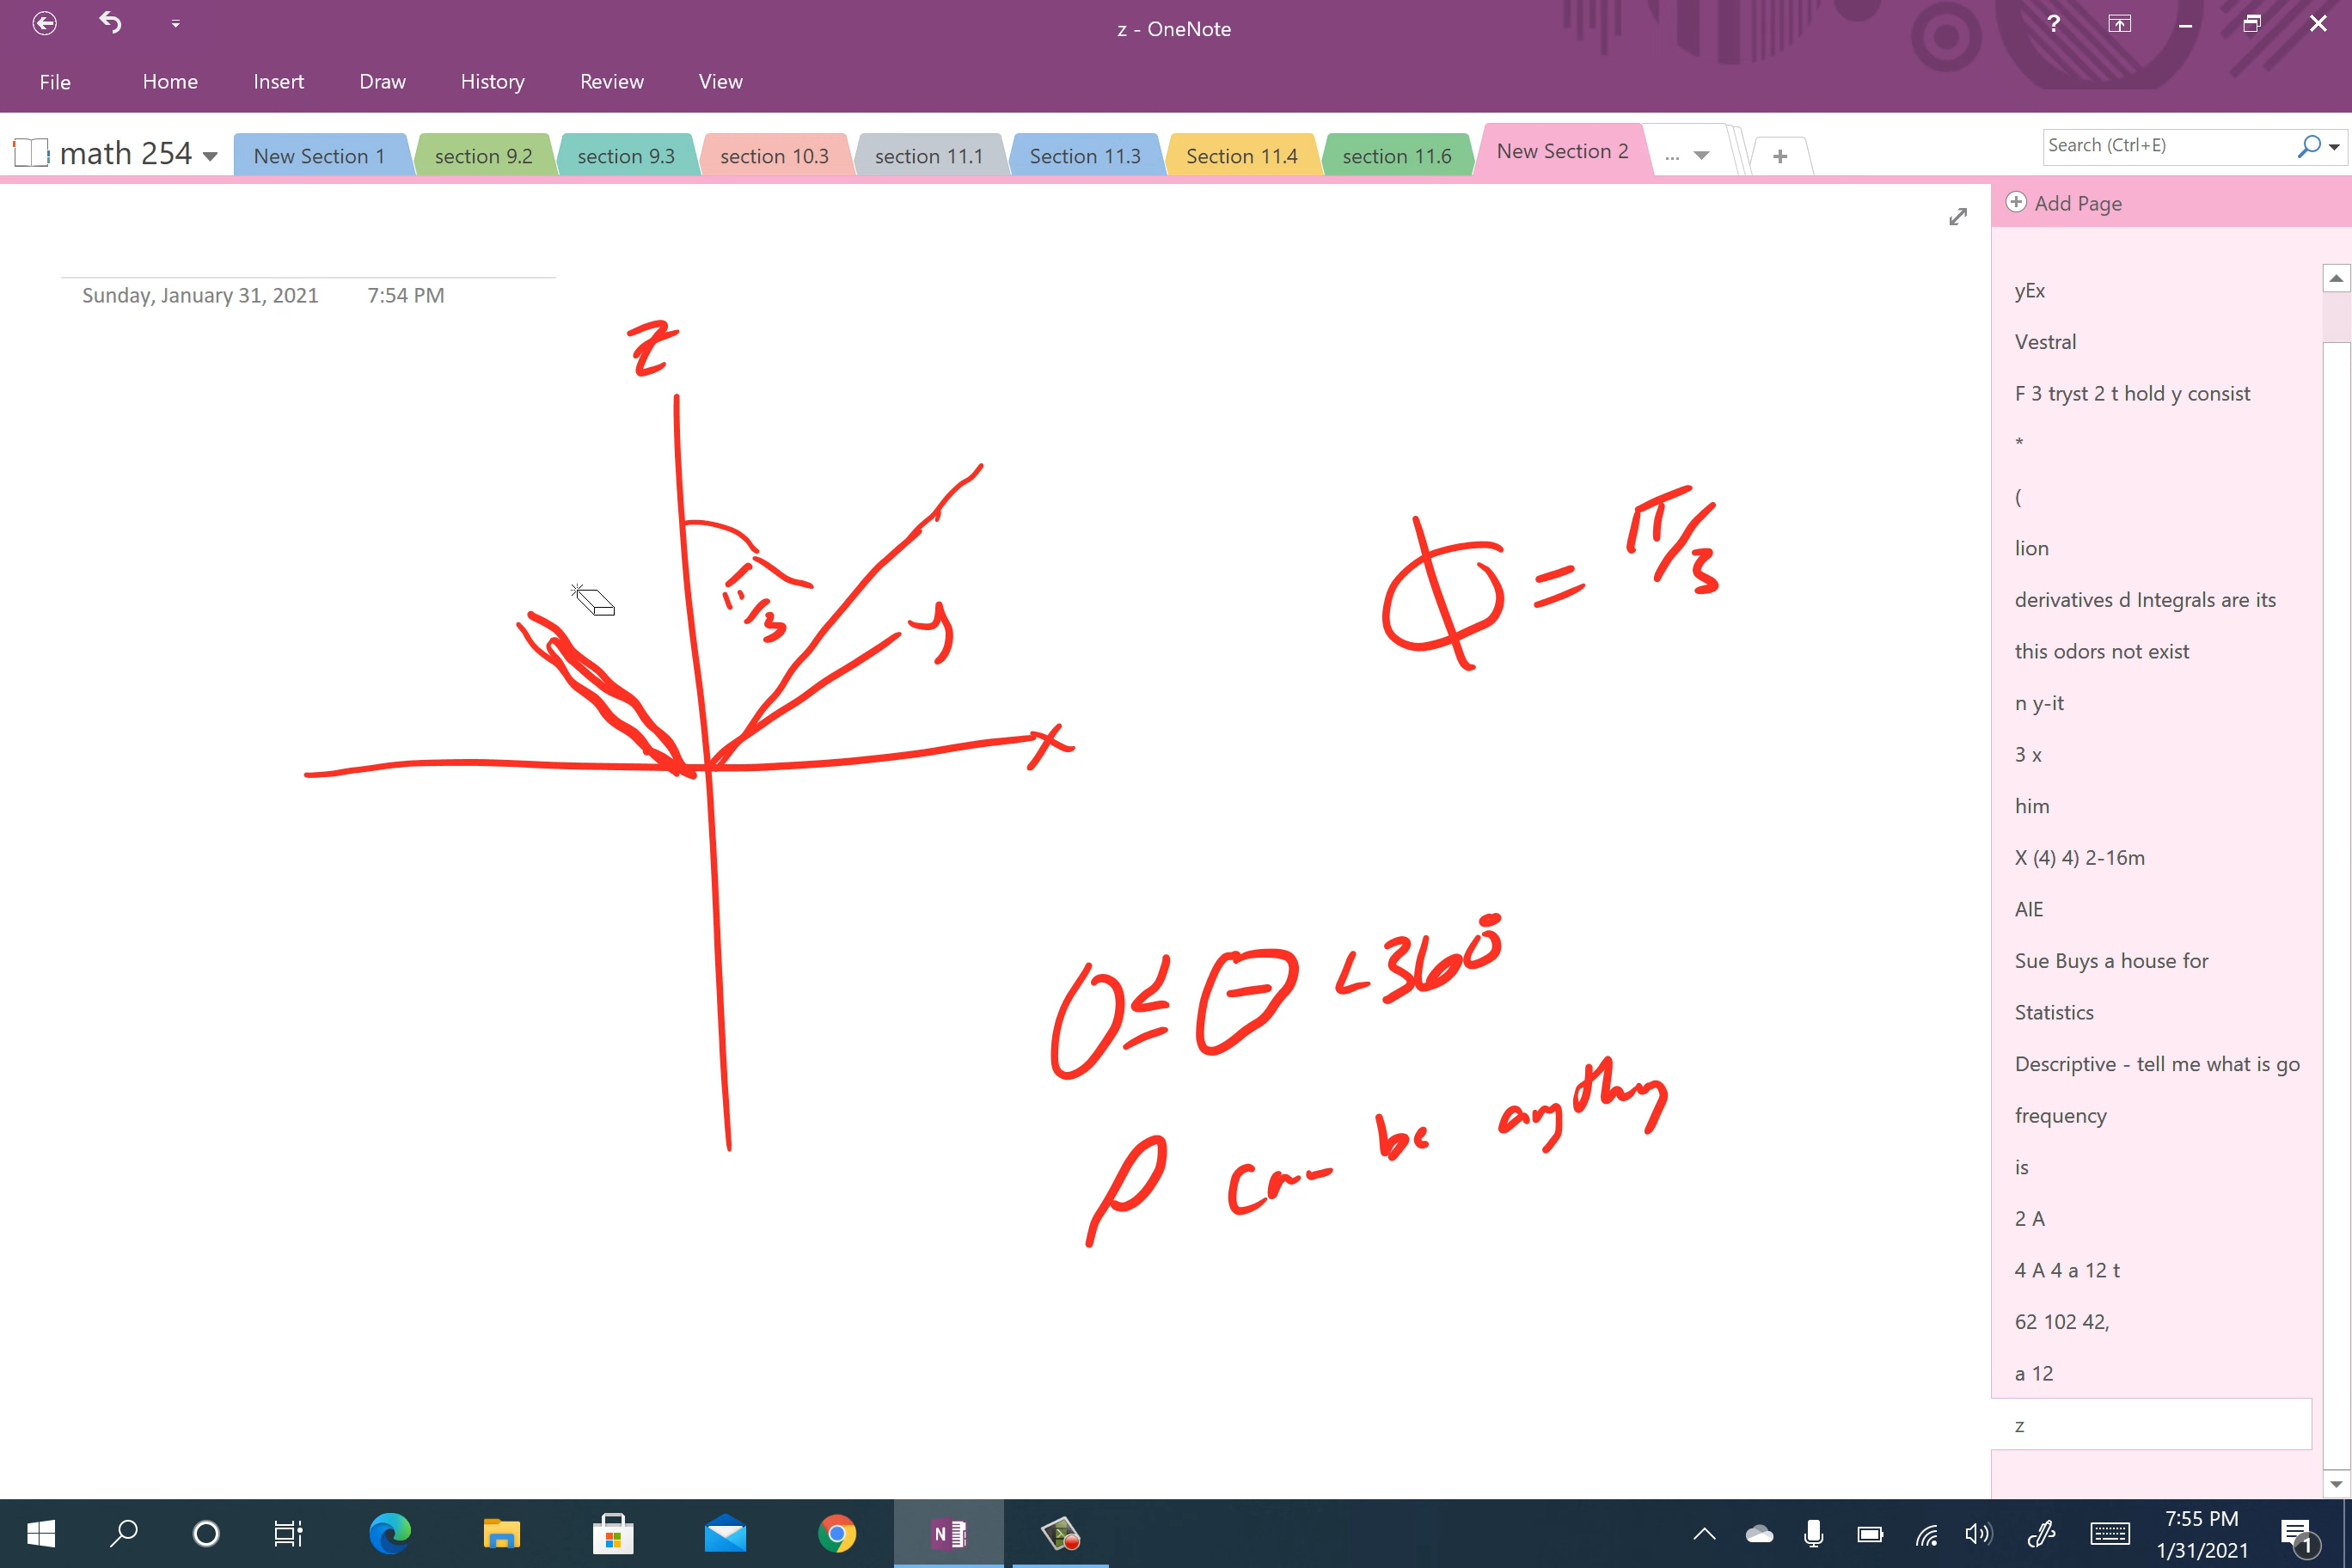 z - OneNote
File Home Insert Draw History Review View
math 254 New Section 1 section 9.2 section 9.3 section 10.3 section 11.1 Section 11.3 Section 11.4 section 11.6 New Section 2 ... Search (Ctrl+E)
Sunday, January 31, 2021 7:54 PM
z
π/3
y
x
ϕ = π/3
0 ≤ θ < 360°
ρ can be anything
Add Page
yEx
Vestral
F 3 tryst 2 t hold y consist
*
(
lion
derivatives d Integrals are its
this odors not exist
n y-it
3 x
him
X (4) 4) 2-16m
AIE
Sue Buys a house for
Statistics
Descriptive - tell me what is go
frequency
is
2 A
4 A 4 a 12 t
62 102 42,
a 12
z
7:55 PM
1/31/2021
1